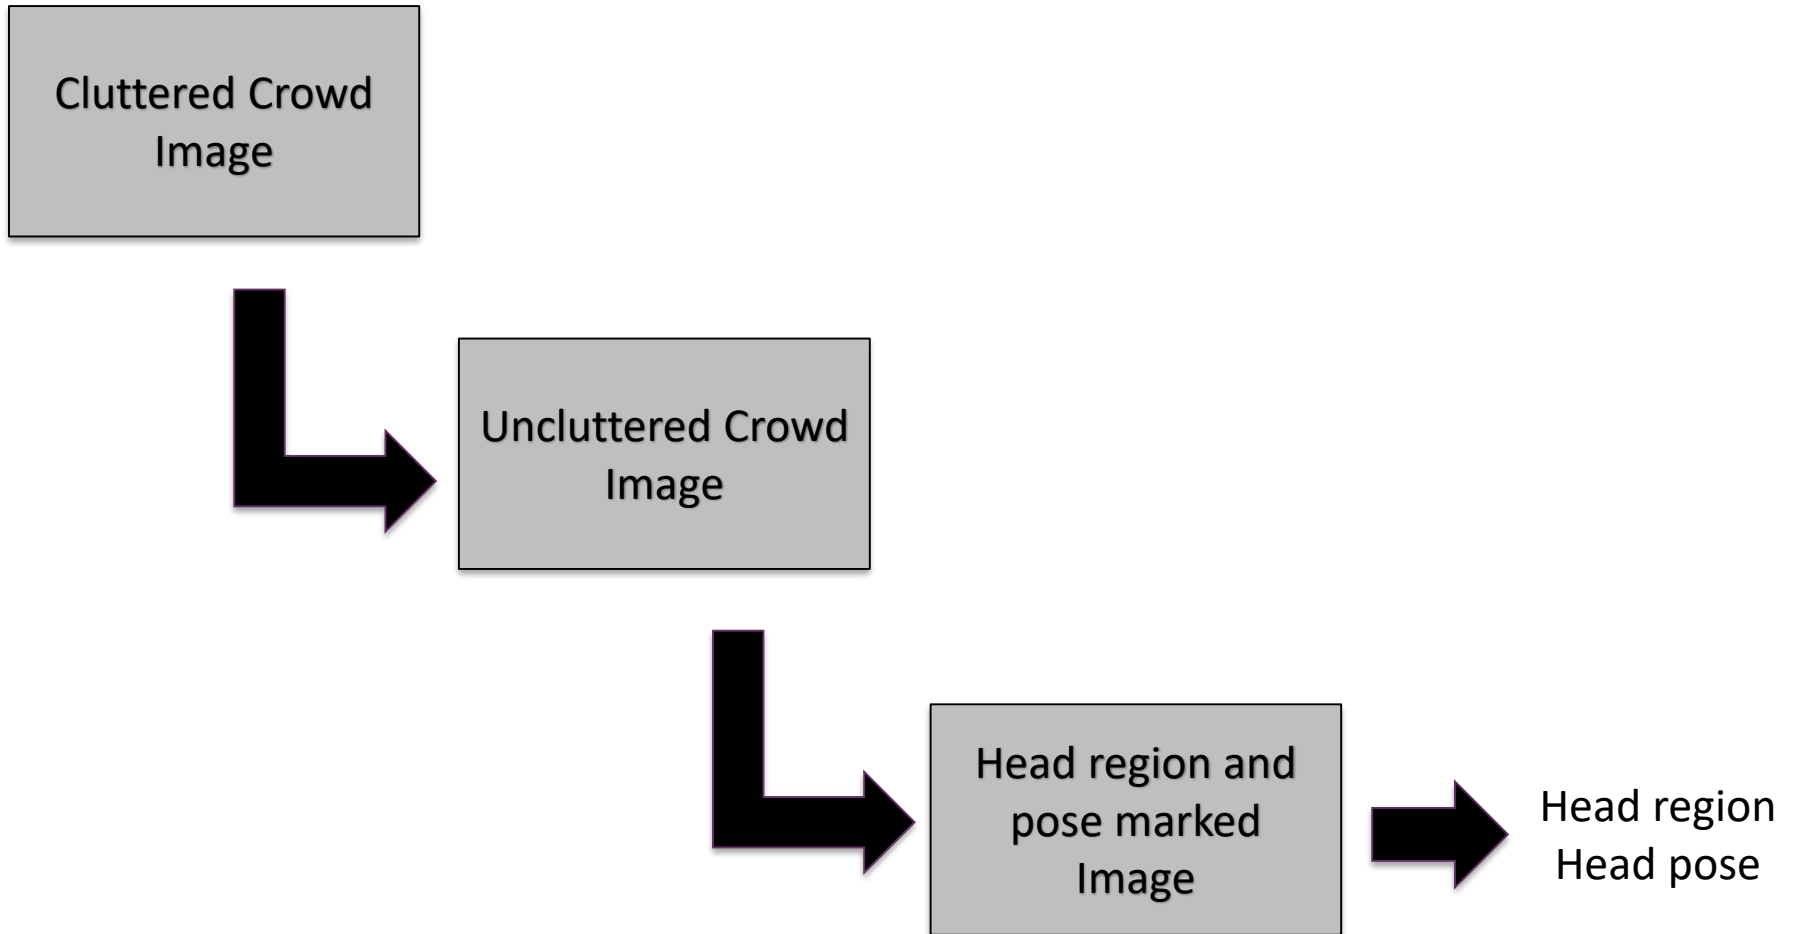 Cluttered Crowd
Image
Uncluttered Crowd
Image
Head region and
pose marked
Image
Head region
Head pose